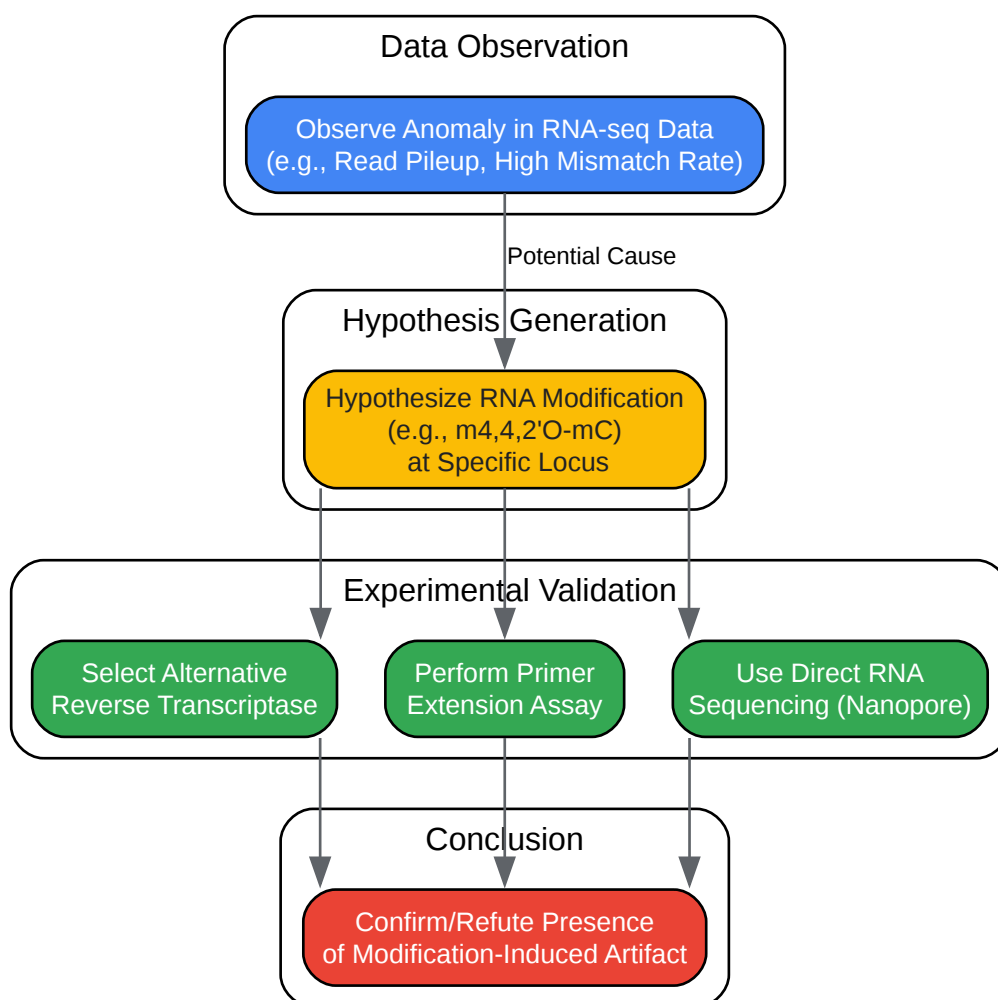 Data Observation
Observe Anomaly in RNA-seq Data
(e.g., Read Pileup, High Mismatch Rate)
Potential Cause
Hypothesis Generation
Hypothesize RNA Modification
(e.g., m4,4,2'O-mC)
at Specific Locus
Experimental Validation
Select Alternative
Reverse Transcriptase
Perform Primer
Extension Assay
Use Direct RNA
Sequencing (Nanopore)
Conclusion
Confirm/Refute Presence
of Modification-Induced Artifact